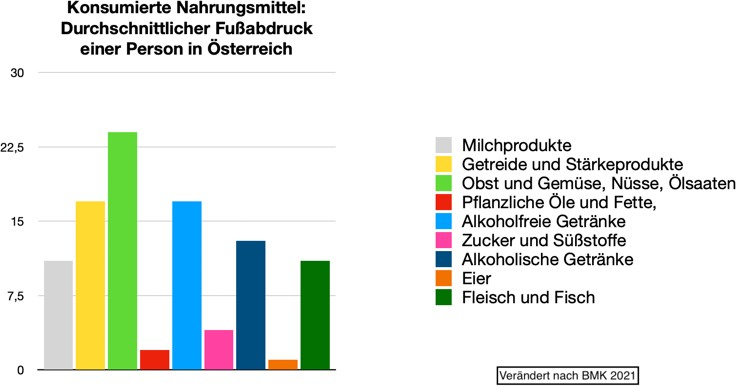 Konsumierte Nahrungsmittel:
Durchschnittlicher Fußabdruck
einer Person in Österreich
30
22,5
15
7,5
0
Milchprodukte
Getreide und Stärkeprodukte
Obst und Gemüse, Nüsse, Ölsaaten
Pflanzliche Öle und Fette,
Alkoholfreie Getränke
Zucker und Süßstoffe
Alkoholische Getränke
Eier
Fleisch und Fisch
Verändert nach BMK 2021